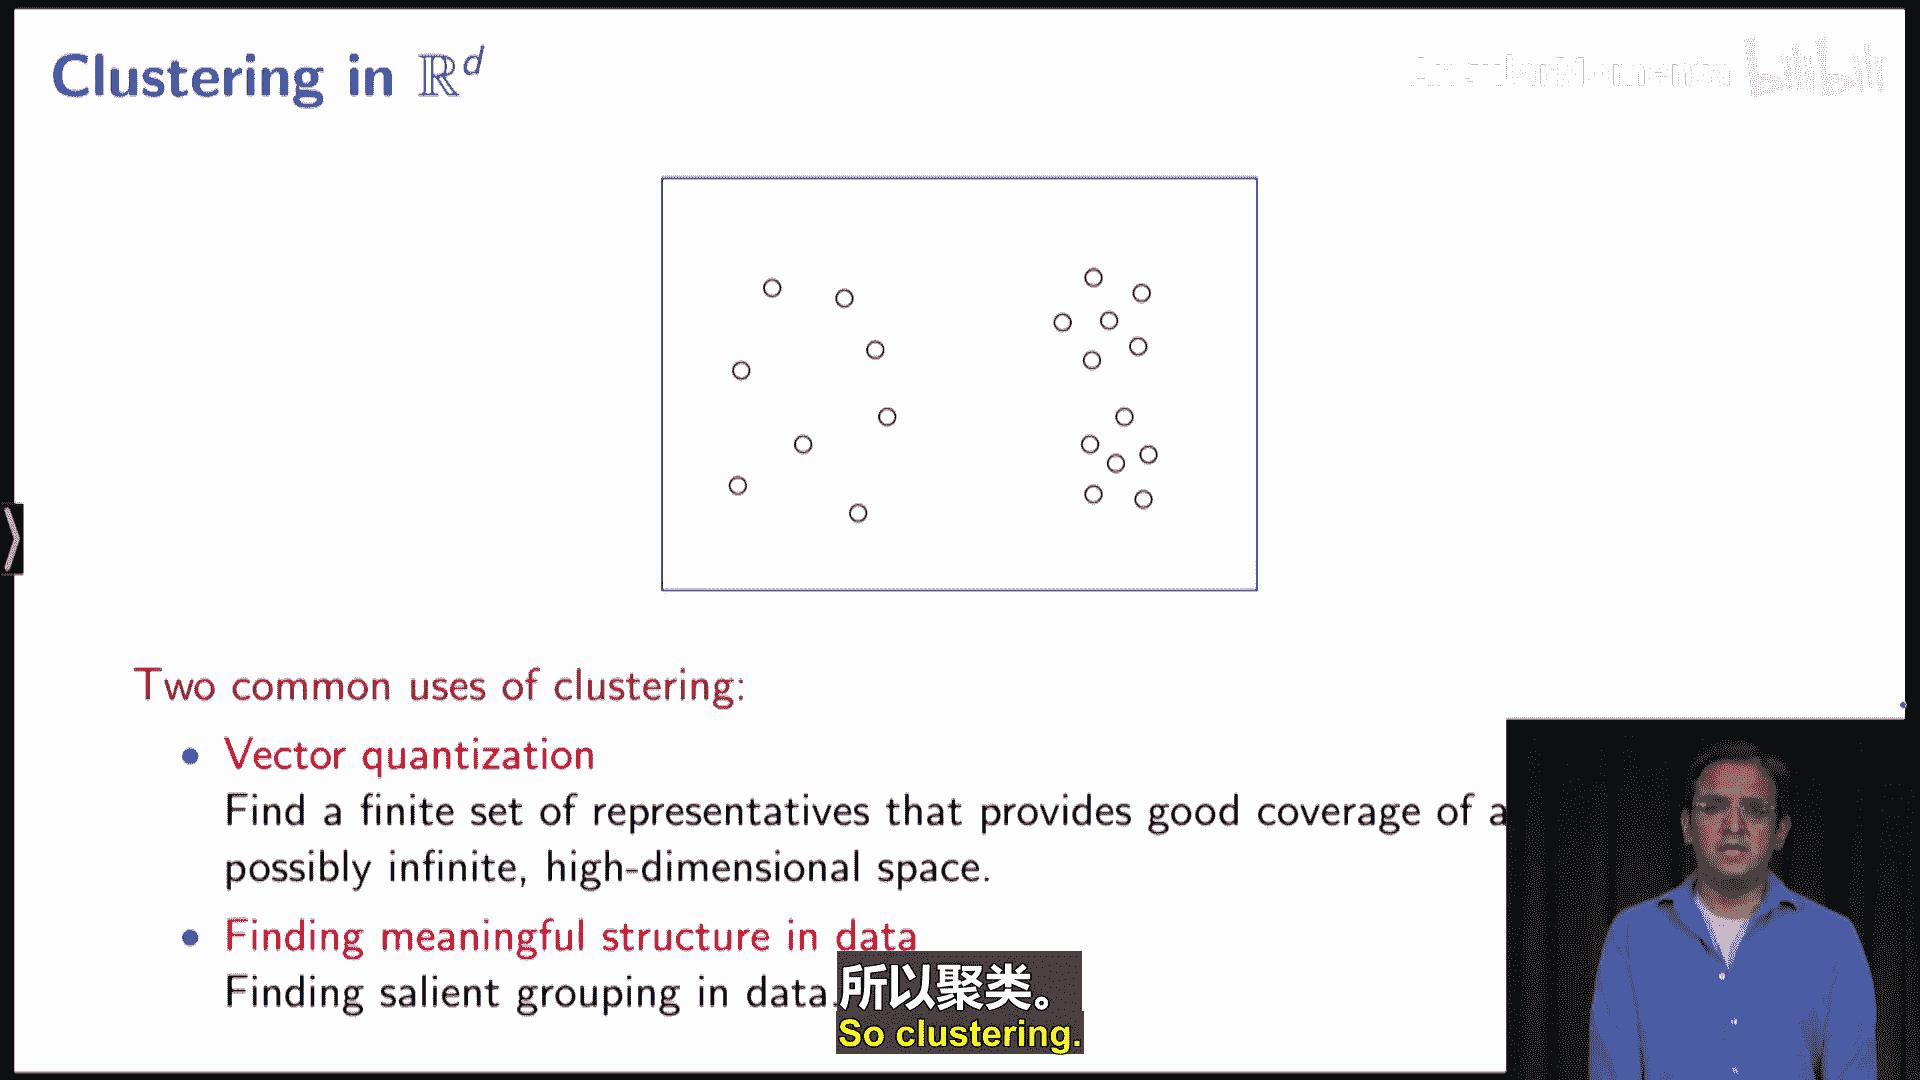 Clustering in ℝᵈ
bilibili
Two common uses of clustering:
• Vector quantization
Find a finite set of representatives that provides good coverage of a
possibly infinite, high-dimensional space.
• Finding meaningful structure in data
Finding salient grouping in data.
所以聚类。
So clustering.